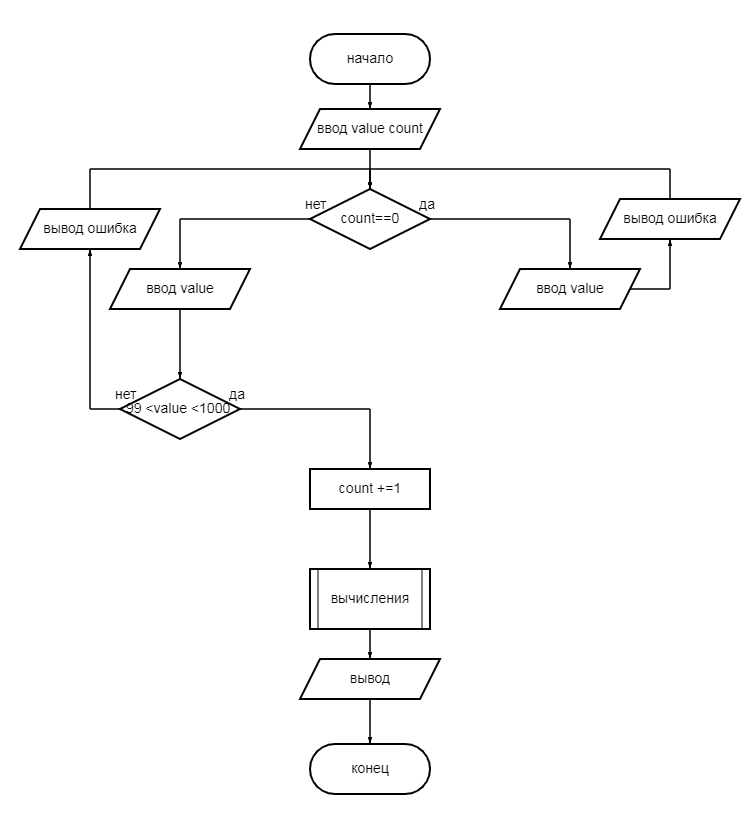 начало
ввод value count
нет
да
count==0
вывод ошибка
вывод ошибка
ввод value
ввод value
нет
да
99 <value <1000
count +=1
вычисления
вывод
конец